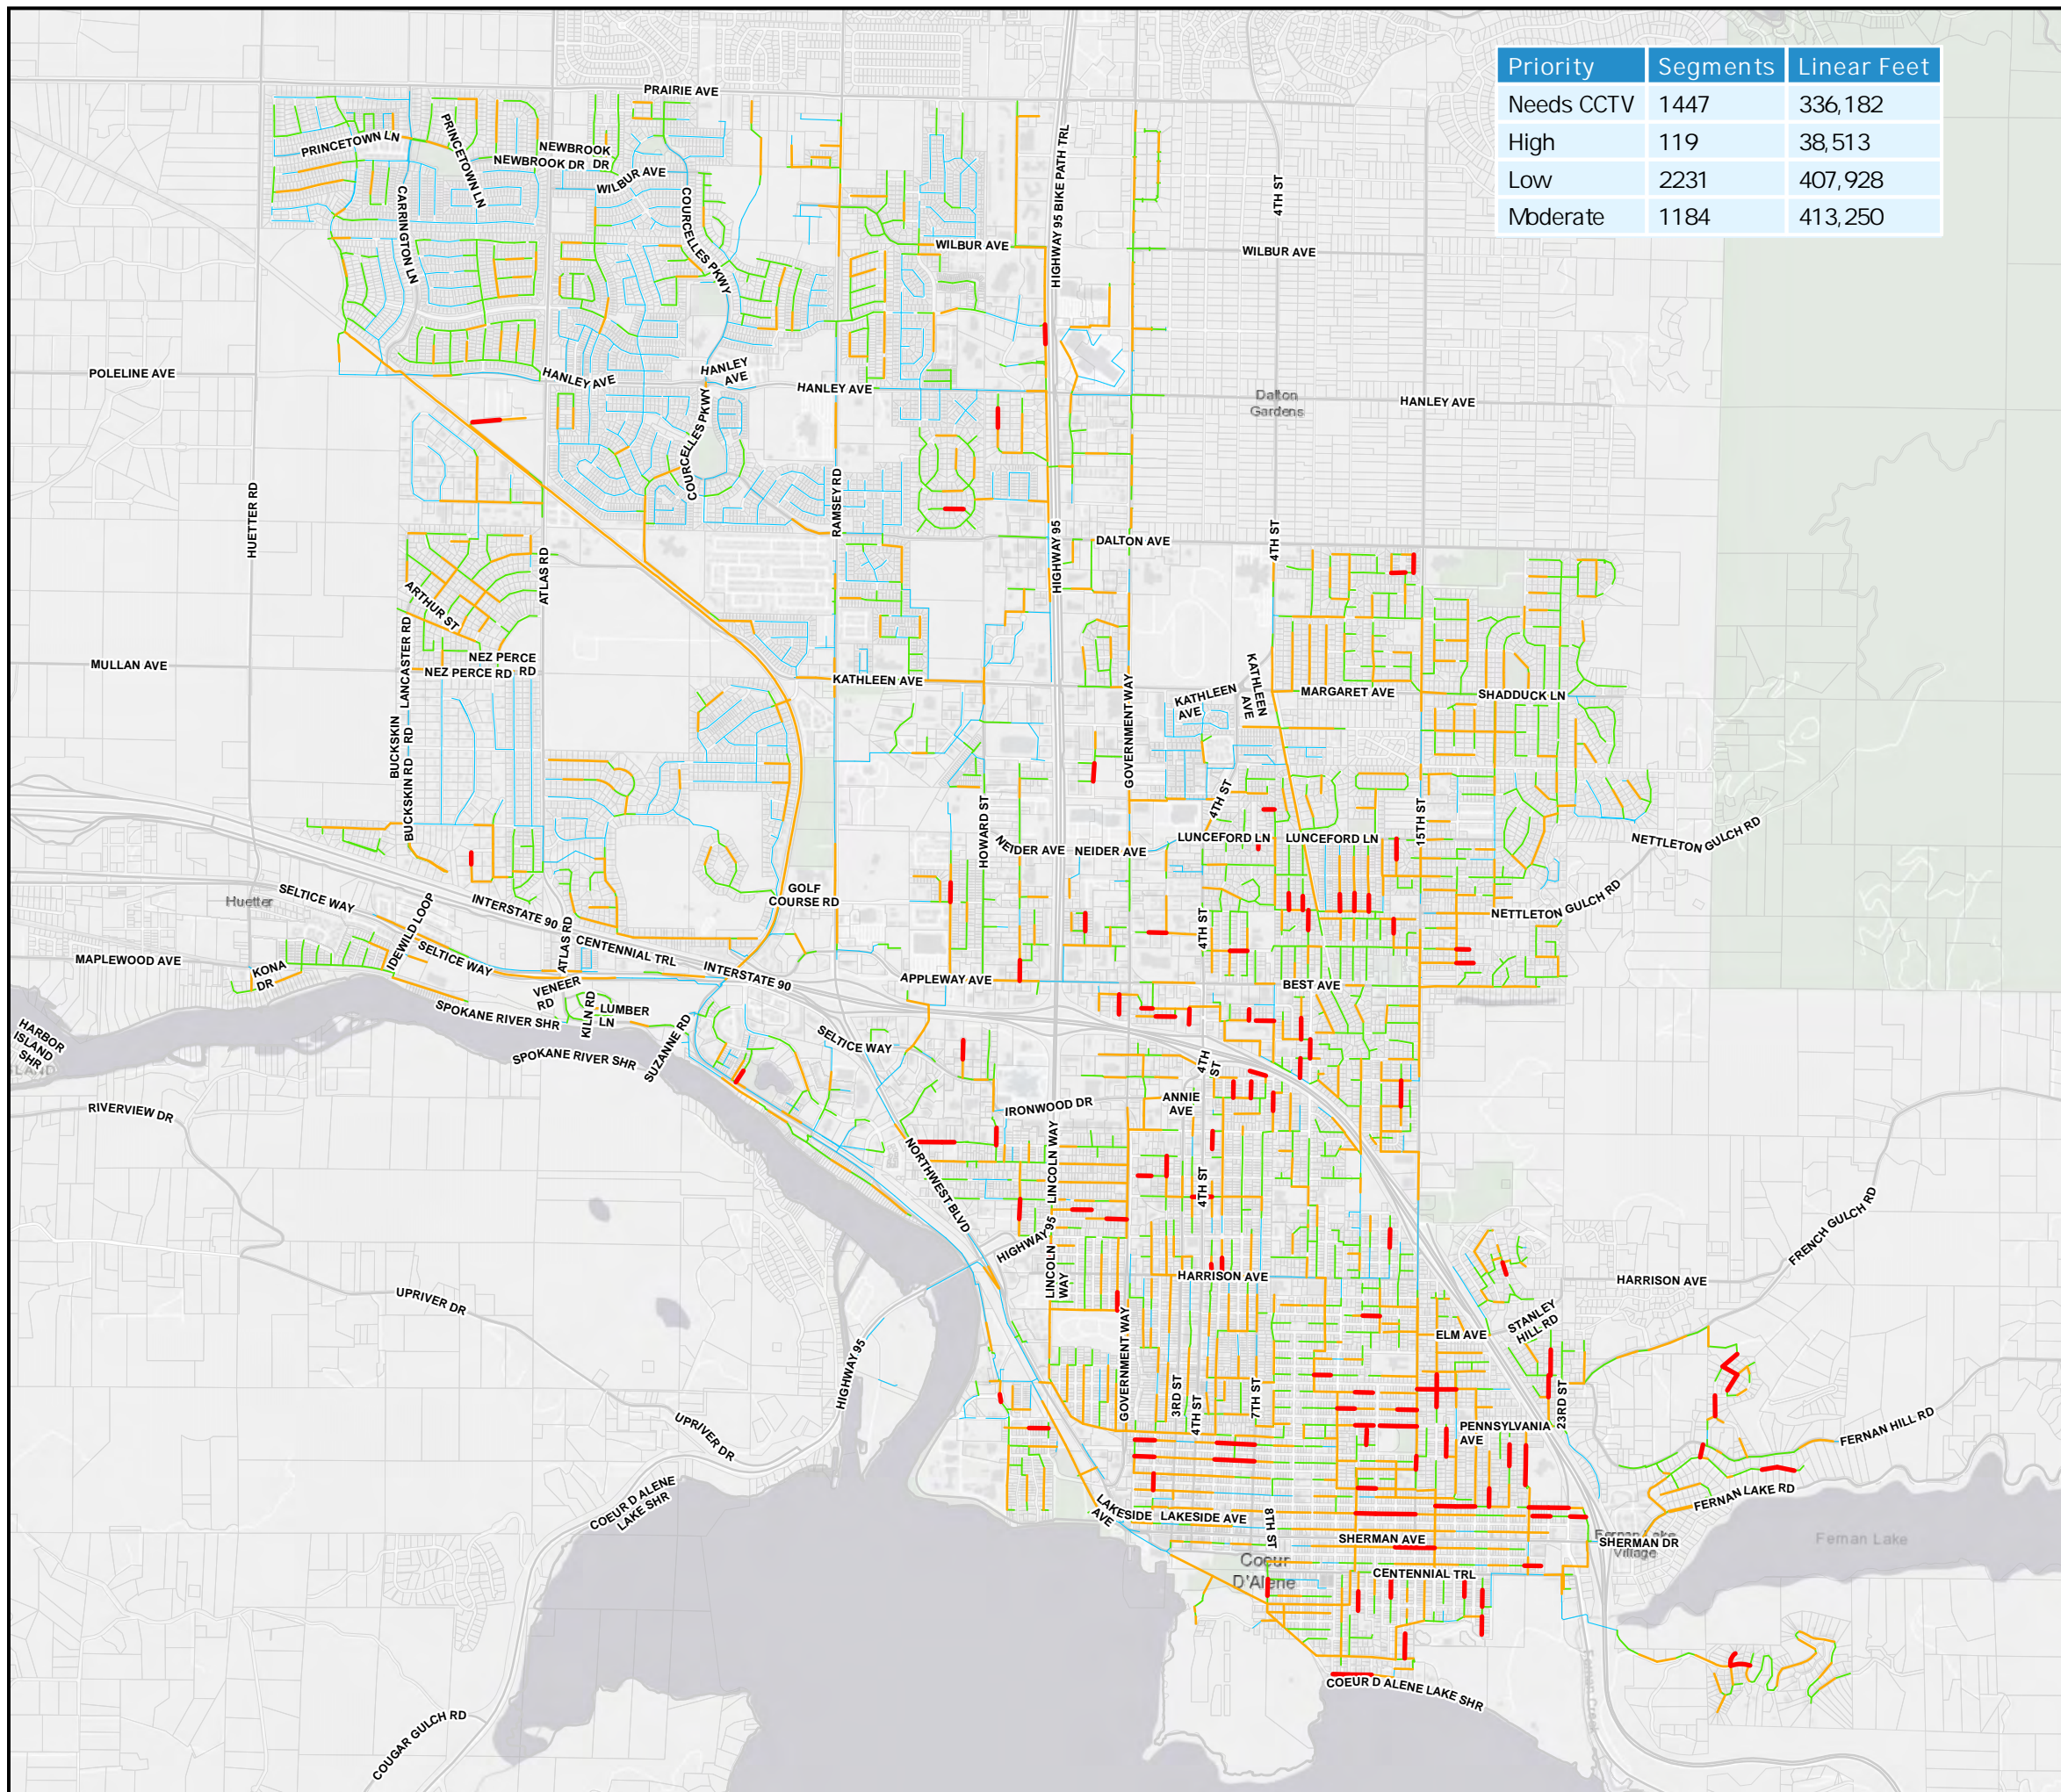 Priority Segments Linear Feet
Needs CCTV 1447 336,182
High 119 38,513
Low 2231 407,928
Moderate 1184 413,250
PRAIRIE AVE
PRINCETOWN LN
PRINCETOWN LN
NEWBROOK
NEWBROOK DR DR
WILBUR AVE
CARRINGTON LN
COURCELLES PKWY
HIGHWAY 95 BIKE PATH TRL
4TH ST
WILBUR AVE
WILBUR AVE
POLELINE AVE
HANLEY AVE
HANLEY
AVE
HANLEY AVE
HANLEY AVE
Dalton
Gardens
COURCELLES PKWY
HUETTER RD
RAMSEY RD
HIGHWAY 95
DALTON AVE
4TH ST
ATLAS RD
ARTHUR ST
LANCASTER RD
MULLAN AVE
NEZ PERCE
NEZ PERCE RD RD
KATHLEEN AVE
KATHLEEN
AVE
KATHLEEN
AVE
MARGARET AVE
SHADDUCK LN
GOVERNMENT WAY
BUCKSKIN
RD
BUCKSKIN RD
HOWARD ST
4TH ST
15TH ST
NEIDER AVE
NEIDER AVE
LUNCEFORD LN
LUNCEFORD LN
NETTLETON GULCH RD
NETTLETON GULCH RD
Huetter
SELTICE WAY
IDEWILD LOOP
INTERSTATE 90
GOLF
COURSE RD
4TH ST
MAPLEWOOD AVE
KONA
DR
SELTICE WAY
ATLAS RD
CENTENNIAL TRL
INTERSTATE 90
APPLEWAY AVE
BEST AVE
VENEER
RD
KILN RD
LUMBER
LN
SPOKANE RIVER SHR
SPOKANE RIVER SHR
SUZANNE RD
SELTICE WAY
HARBOR
ISLAND
SHR
4TH
ST
RIVERVIEW DR
IRONWOOD DR
ANNIE
AVE
NORTHWEST BLVD
LINCOLN WAY
4TH ST
HIGHWAY 95
LINCOLN
WAY
HARRISON AVE
HARRISON AVE
FRENCH GULCH RD
UPRIVER DR
GOVERNMENT WAY
ELM AVE
STANLEY
HILL RD
HIGHWAY 95
3RD ST
4TH ST
7TH ST
23RD ST
PENNSYLVANIA
AVE
UPRIVER DR
FERNAN HILL RD
COEUR D ALENE
LAKE SHR
LAKESIDE
AVE
LAKESIDE AVE
8TH ST
FERNAN LAKE RD
SHERMAN AVE
SHERMAN DR
Fernan Lake
Village
Fernan Lake
Coeur
D'Alene
CENTENNIAL TRL
Fernan Creek
COEUR D ALENE LAKE SHR
COUGAR GULCH RD